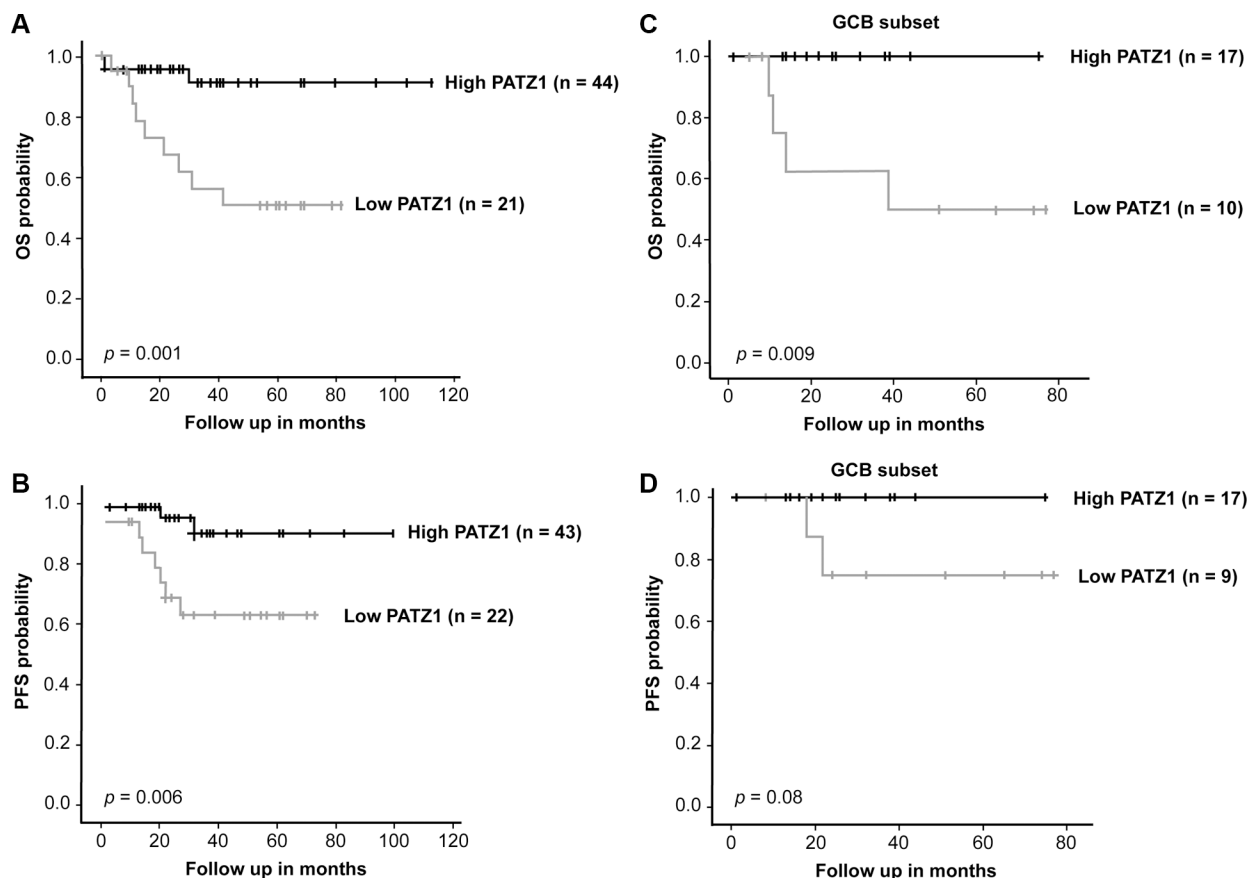 A
1.0
0.8
0.6
0.4
0.2
0.0
OS probability
High PATZ1 (n = 44)
Low PATZ1 (n = 21)
p = 0.001
0 20 40 60 80 100 120
Follow up in months
C
GCB subset
1.0
0.8
0.6
0.4
0.2
0.0
OS probability
High PATZ1 (n = 17)
Low PATZ1 (n = 10)
p = 0.009
0 20 40 60 80
Follow up in months
B
1.0
0.8
0.6
0.4
0.2
0.0
PFS probability
High PATZ1 (n = 43)
Low PATZ1 (n = 22)
p = 0.006
0 20 40 60 80 100 120
Follow up in months
D
GCB subset
1.0
0.8
0.6
0.4
0.2
0.0
PFS probability
High PATZ1 (n = 17)
Low PATZ1 (n = 9)
p = 0.08
0 20 40 60 80
Follow up in months